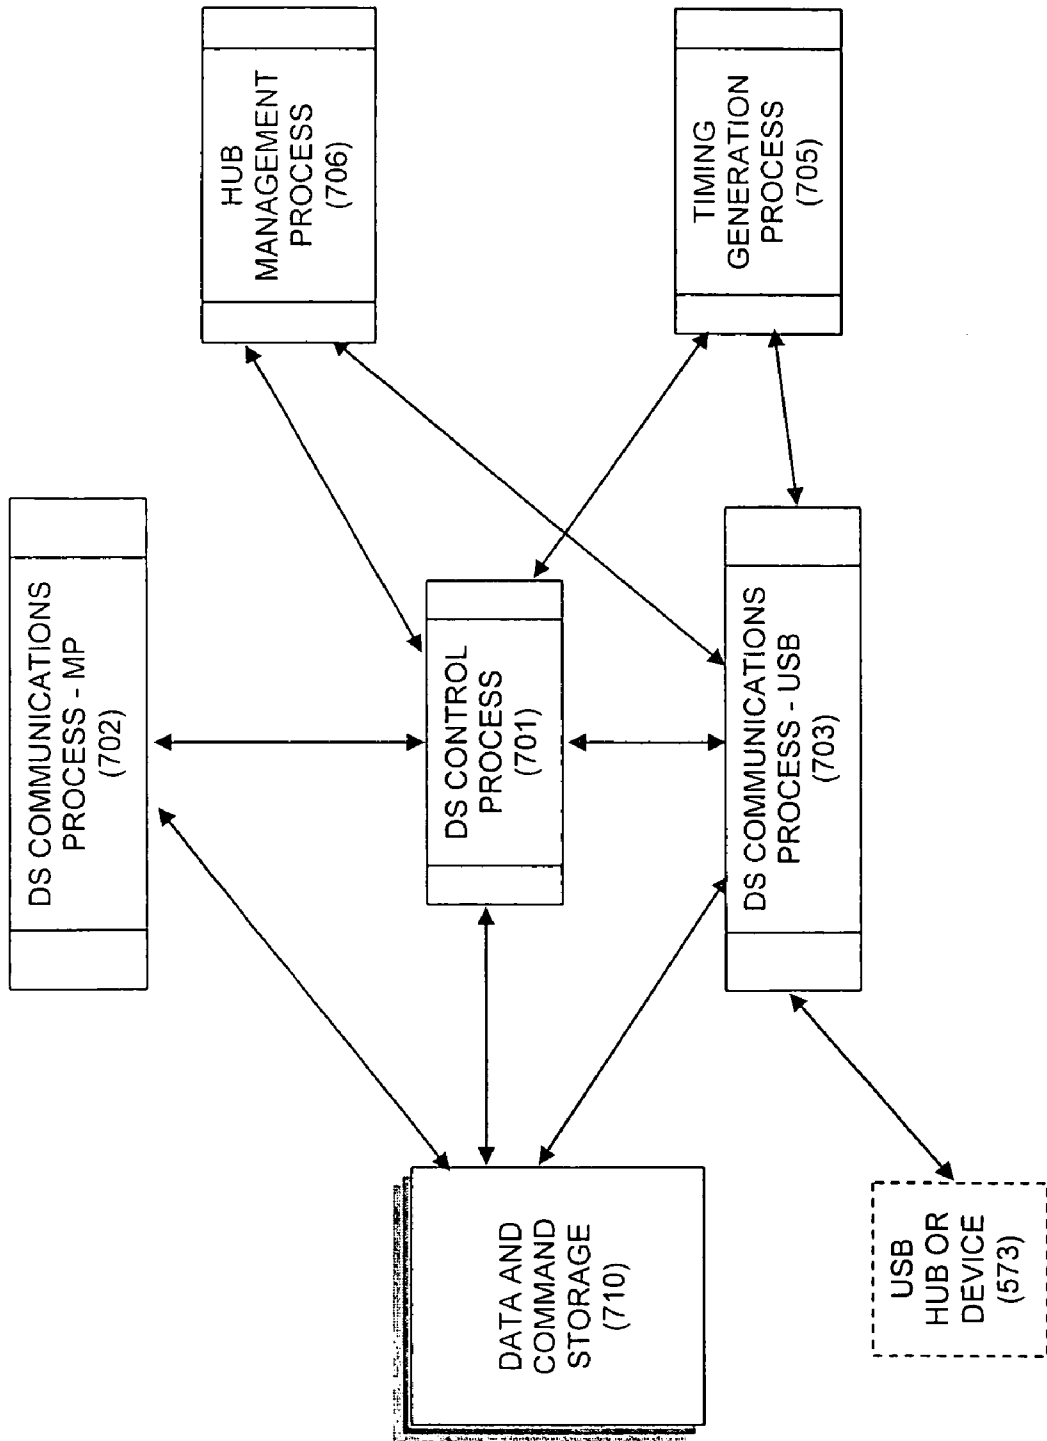 DS COMMUNICATIONS
PROCESS - MP
(702)
HUB
MANAGEMENT
PROCESS
(706)
DATA AND
COMMAND
STORAGE
(710)
DS CONTROL
PROCESS
(701)
TIMING
GENERATION
PROCESS
(705)
DS COMMUNICATIONS
PROCESS - USB
(703)
USB
HUB OR
DEVICE
(573)